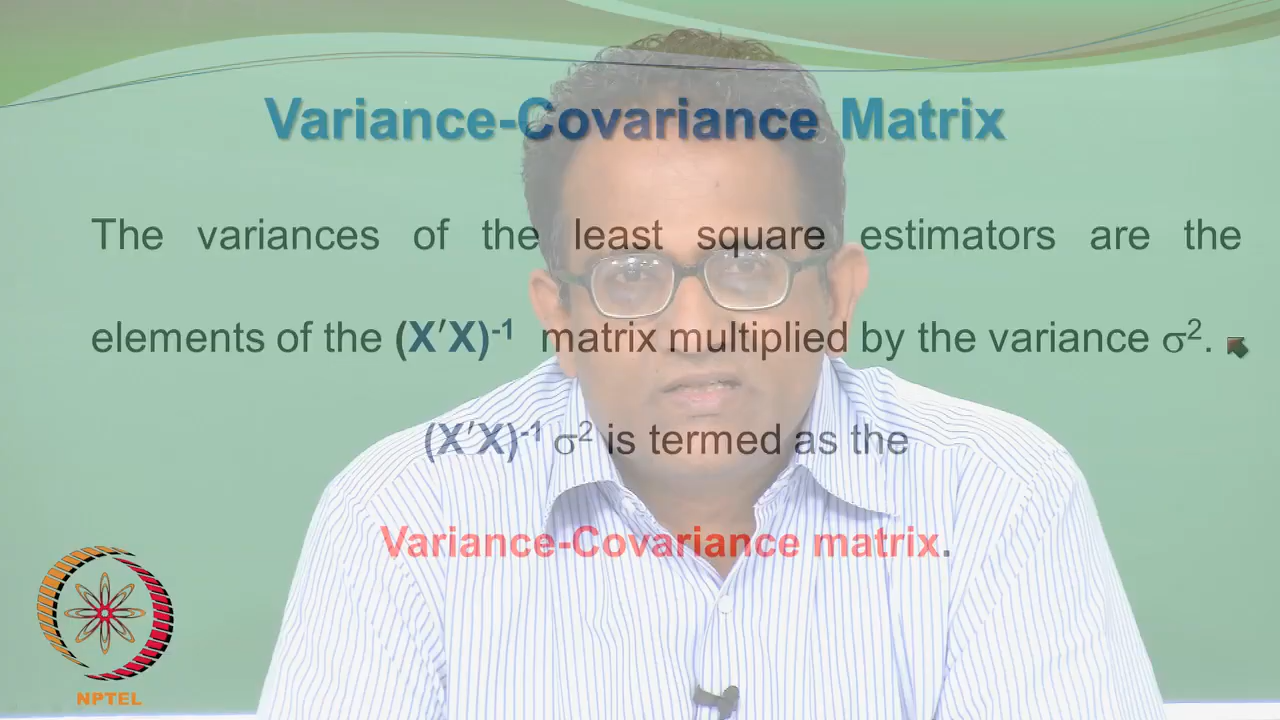 Variance-Covariance Matrix
The variances of the least square estimators are the
elements of the (X′X)⁻¹ matrix multiplied by the variance σ².
(X′X)⁻¹ σ² is termed as the
Variance-Covariance matrix.
NPTEL